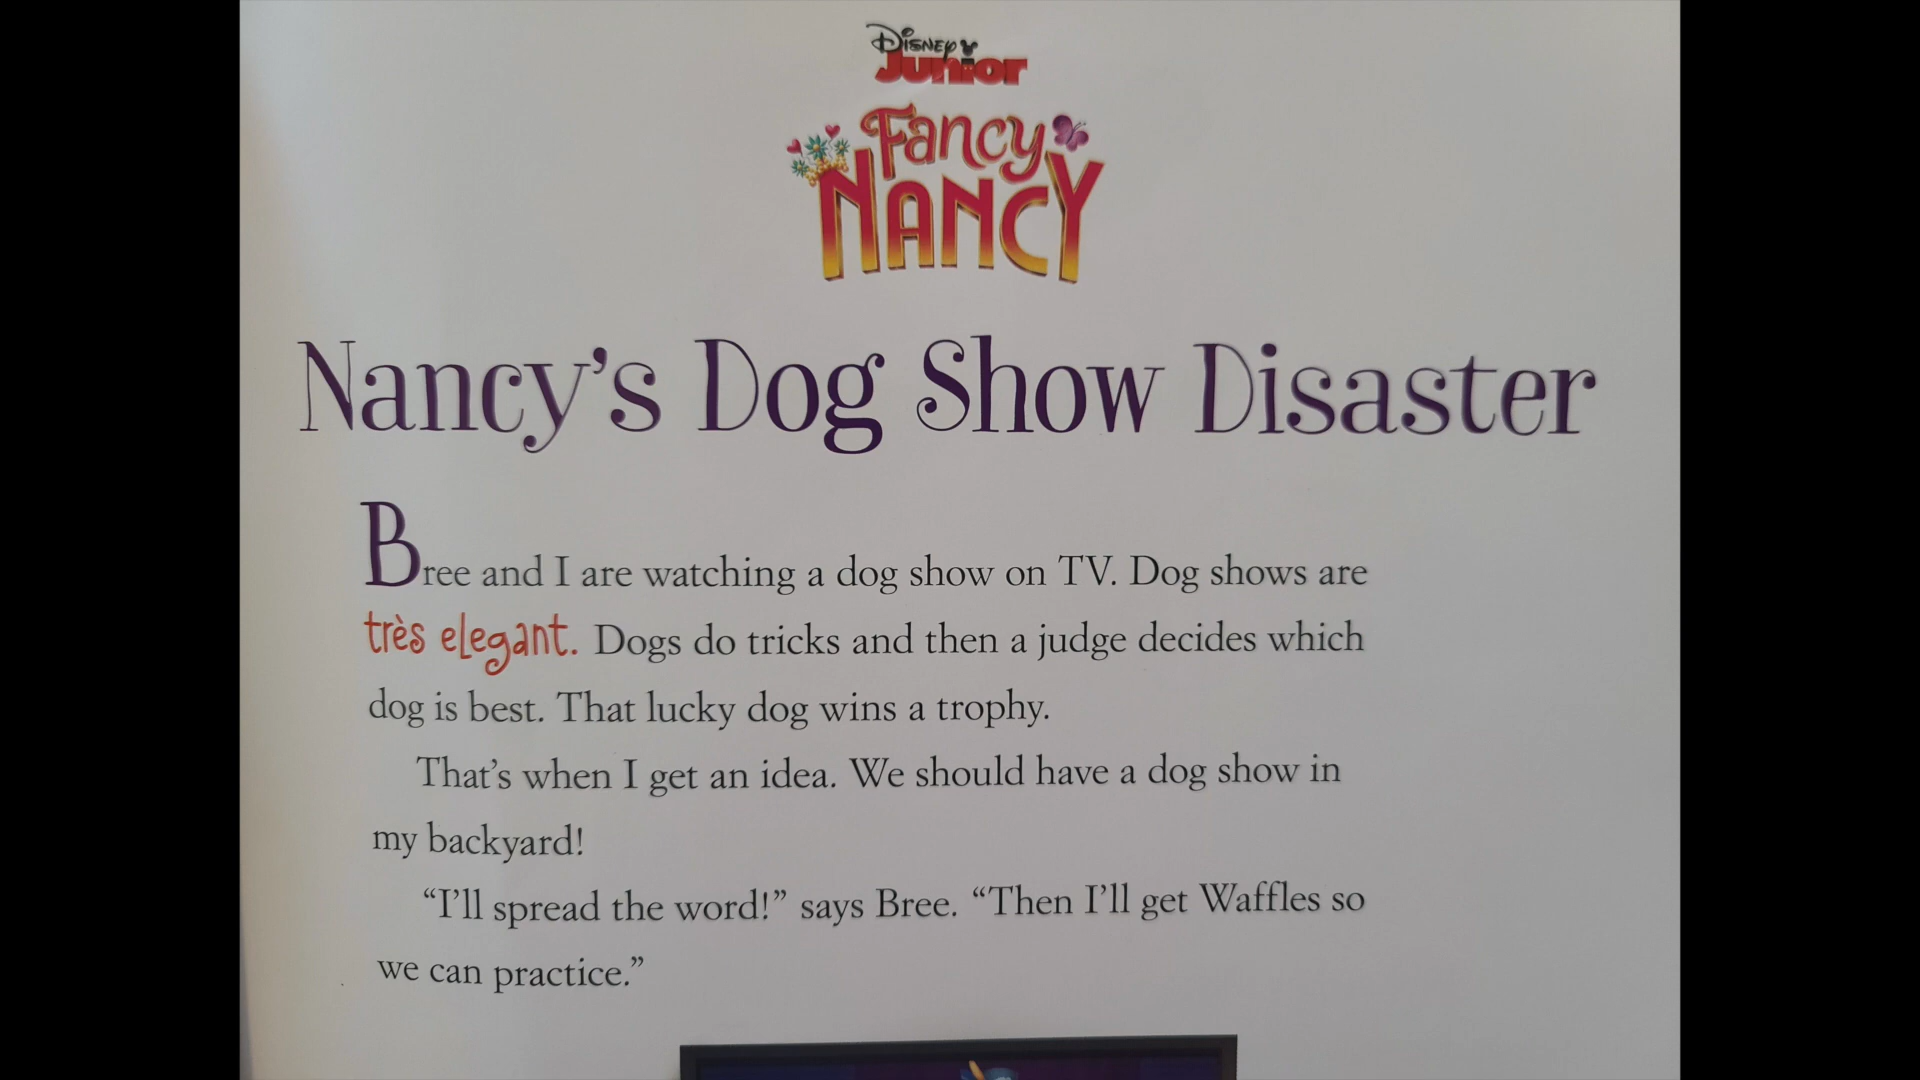 Disney
Junior
Fancy
Nancy
Nancy’s Dog Show Disaster
Bree and I are watching a dog show on TV. Dog shows are
très elegant. Dogs do tricks and then a judge decides which
dog is best. That lucky dog wins a trophy.
That’s when I get an idea. We should have a dog show in
my backyard!
“I’ll spread the word!” says Bree. “Then I’ll get Waffles so
we can practice.”